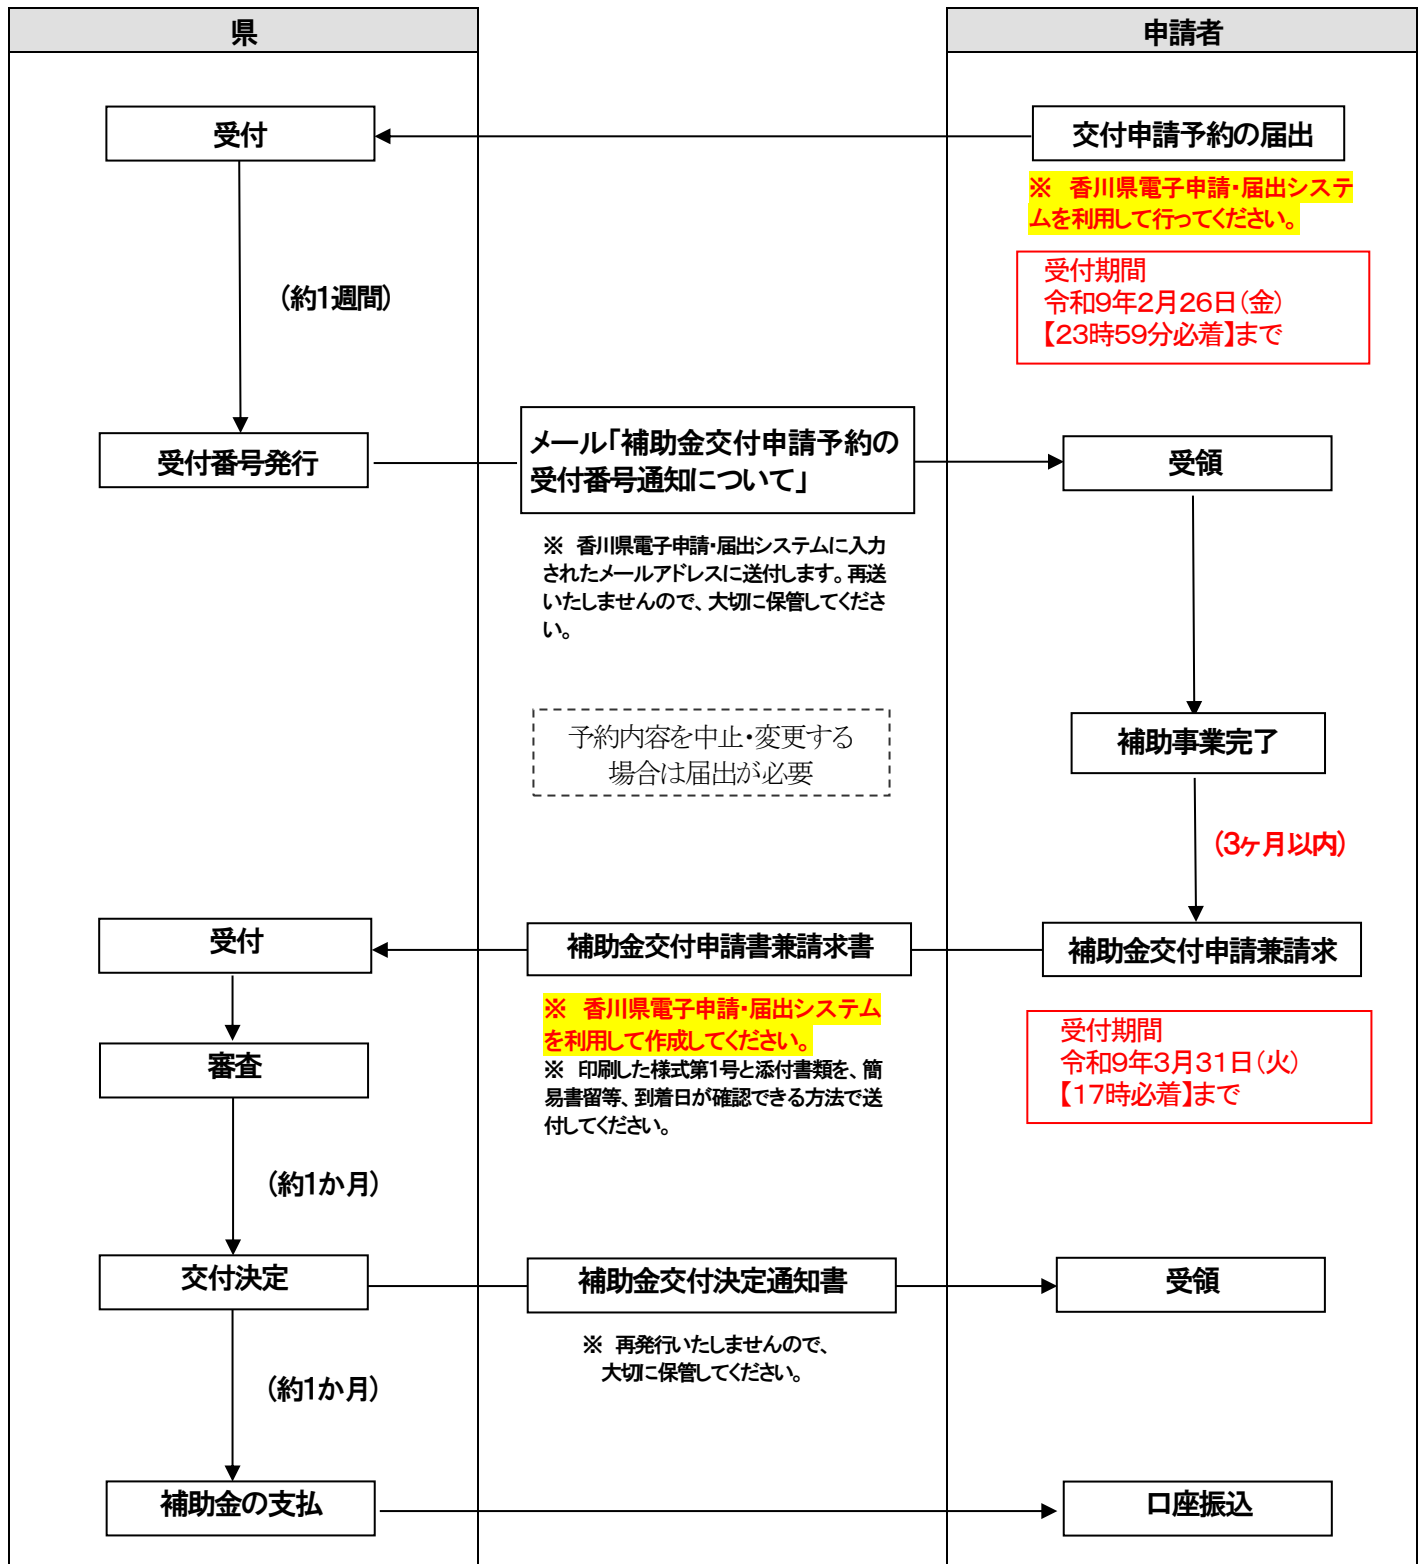 県
申請者
受付
交付申請予約の届出
※　香川県電子申請・届出システ
ムを利用して行ってください。
受付期間
令和9年2月26日（金）
【23時59分必着】まで
（約1週間）
受付番号発行
メール「補助金交付申請予約の
受付番号通知について」
受領
※　香川県電子申請・届出システムに入力
されたメールアドレスに送付します。再送
いたしませんので、大切に保管してくださ
い。
予約内容を中止・変更する
場合は届出が必要
補助事業完了
（3ヶ月以内）
受付
補助金交付申請書兼請求書
補助金交付申請兼請求
※　香川県電子申請・届出システム
を利用して作成してください。
※　印刷した様式第1号と添付書類を、簡
易書留等、到着日が確認できる方法で送
付してください。
受付期間
令和9年3月31日（火）
【17時必着】まで
審査
（約1か月）
交付決定
補助金交付決定通知書
受領
※　再発行いたしませんので、
大切に保管してください。
（約1か月）
補助金の支払
口座振込